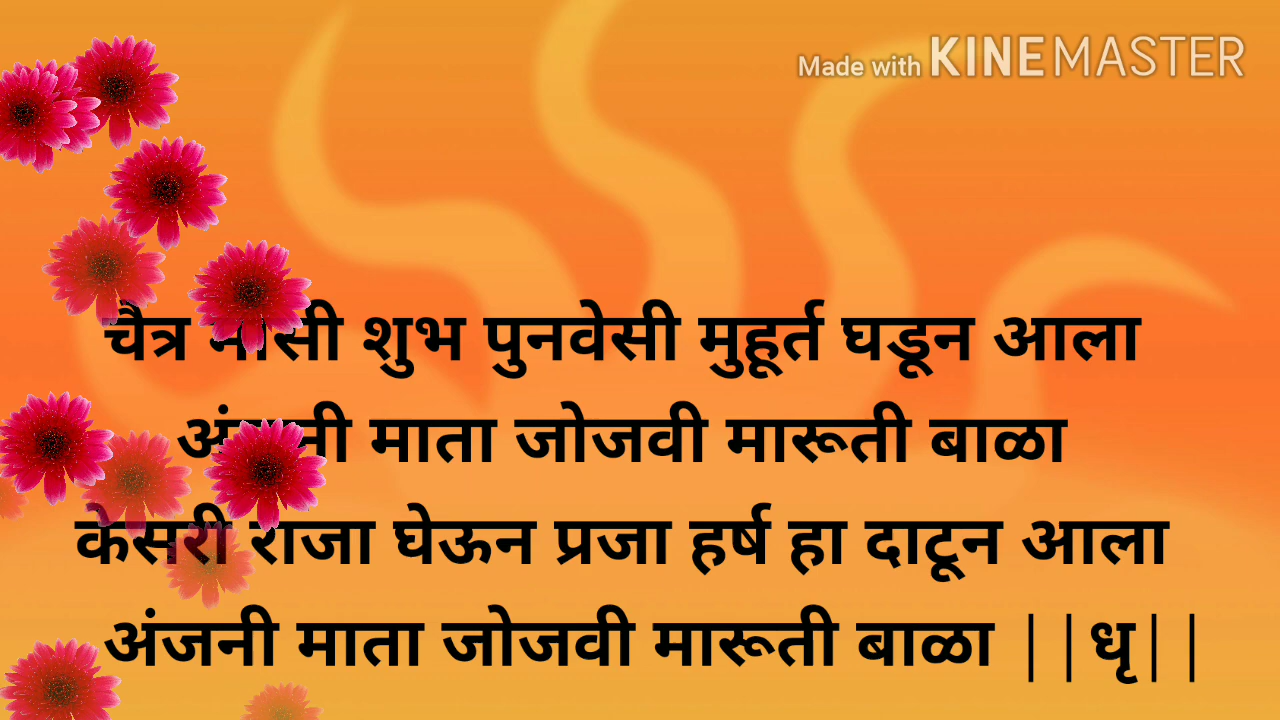 Made with KINEMASTER
चैत्र मासी शुभ पुनवेसी मुहूर्त घडून आला
अंजनी माता जोजवी मारूती बाळा
केसरी राजा घेऊन प्रजा हर्ष हा दाटून आला
अंजनी माता जोजवी मारूती बाळा ||धृ||